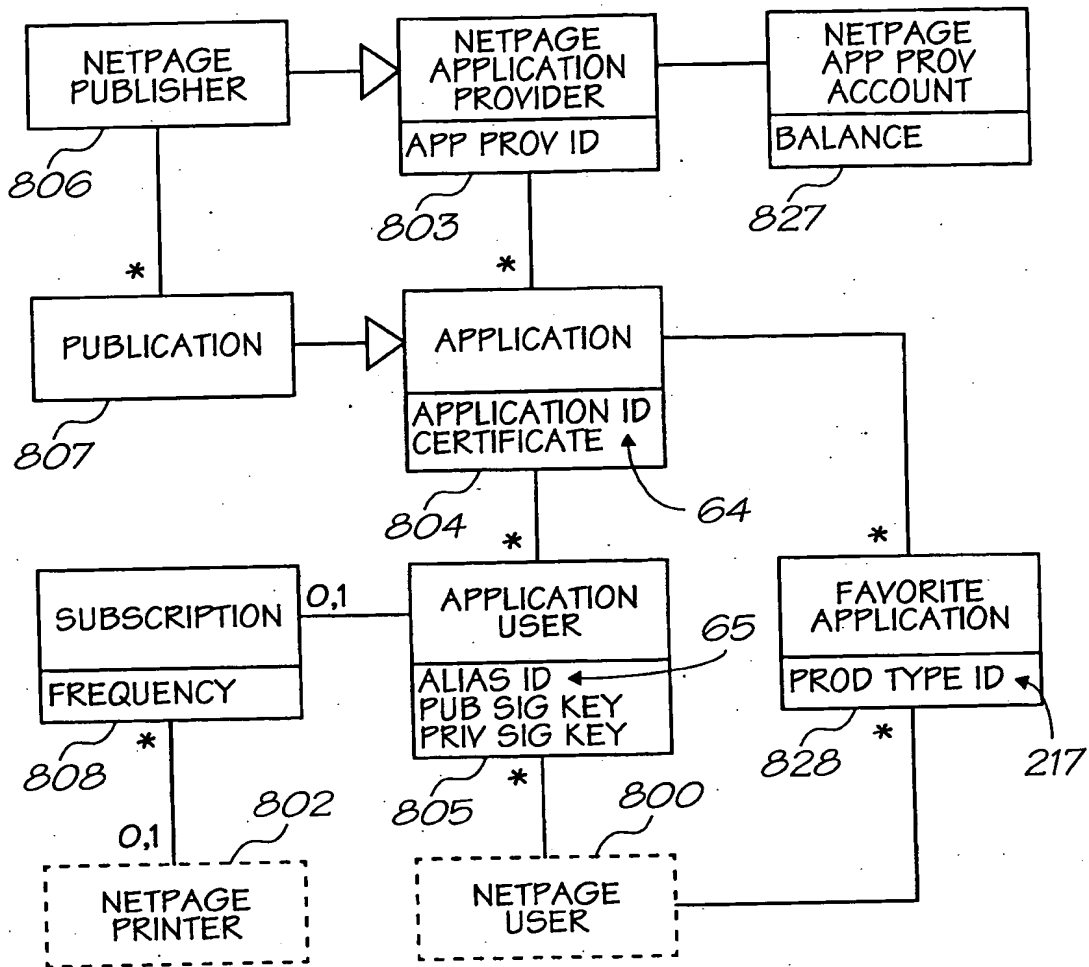 NETPAGE
PUBLISHER
806
NETPAGE
APPLICATION
PROVIDER
APP PROV ID
803
NETPAGE
APP PROV
ACCOUNT
BALANCE
827
*
*
PUBLICATION
807
APPLICATION
APPLICATION ID
CERTIFICATE
804
64
*
*
SUBSCRIPTION
FREQUENCY
808
0,1
APPLICATION
USER
ALIAS ID
PUB SIG KEY
PRIV SIG KEY
805
65
FAVORITE
APPLICATION
PROD TYPE ID
828
217
*
*
*
0,1
802
NETPAGE
PRINTER
800
NETPAGE
USER